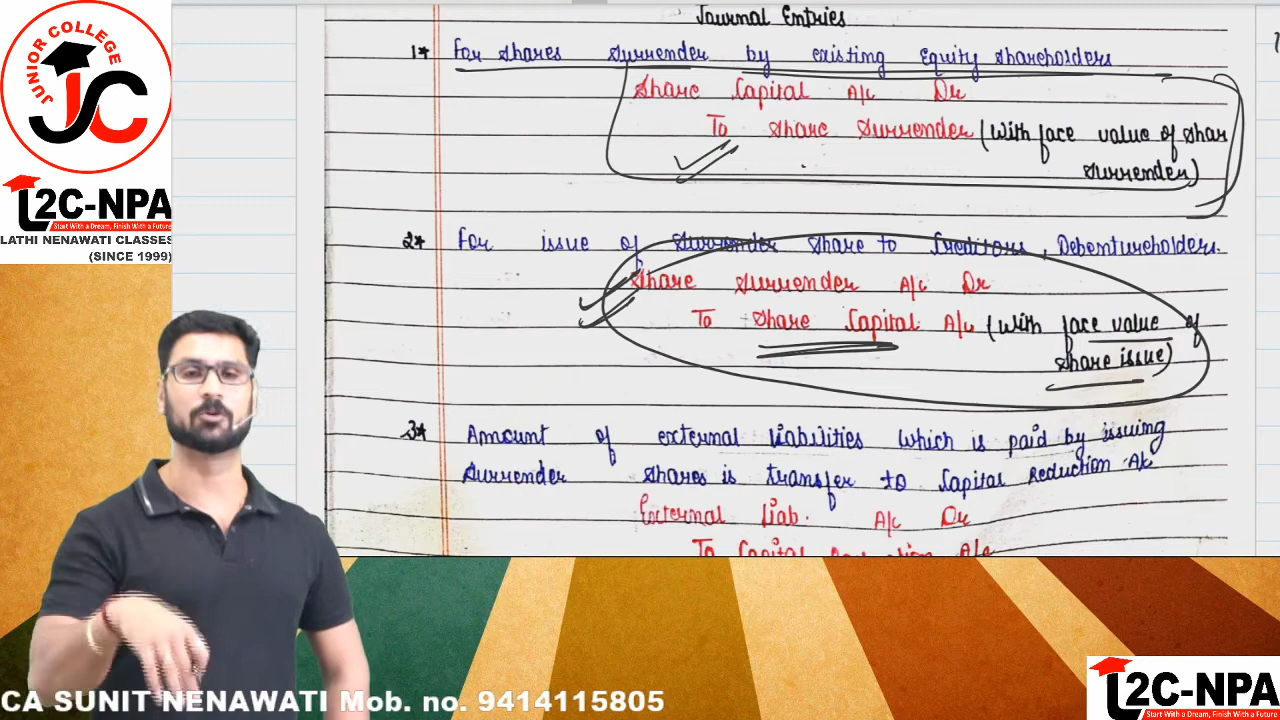 JUNIOR COLLEGE
JC
L2C-NPA
Start With a Dream, Finish With a Future
LATHI NENAWATI CLASSES
(SINCE 1999)
Journal Entries
1* For shares surrender by existing Equity shareholders
Share Capital A/c Dr
To Share Surrender (With face value of shar
surrender)
2* For issue of surrender share to Creditors, Debentureholders.
Share surrender A/c Dr
To Share Capital A/c (With face value of
share issue)
3* Amount of external liabilities which is paid by issuing
surrender shares is transfer to Capital Reduction A/c
External Liab. A/c Dr
To Capital A/c
CA SUNIT NENAWATI Mob. no. 9414115805
L2C-NPA
Start With a Dream, Finish With a Future